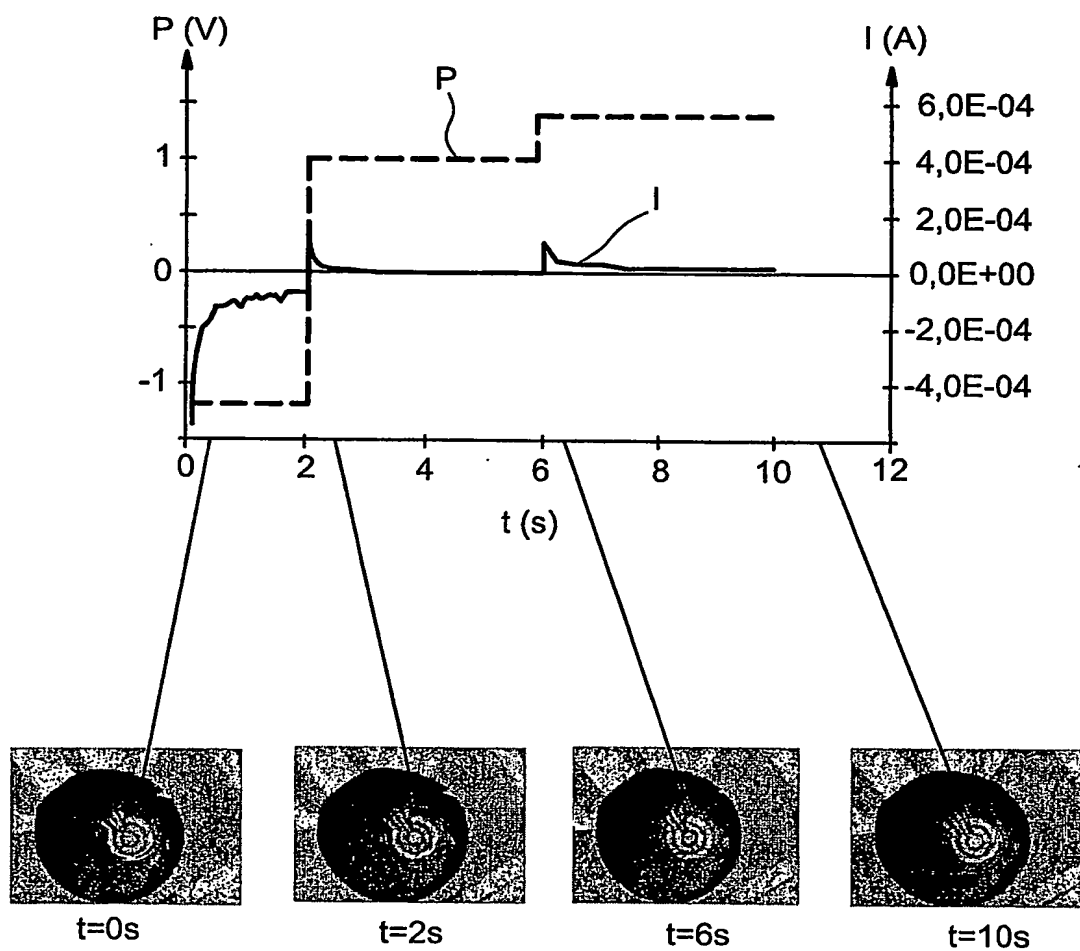 P (V)
I (A)
P
6,0E-04
1
4,0E-04
I
2,0E-04
0
0,0E+00
-2,0E-04
-1
-4,0E-04
0 2 4 6 8 10 12
t (s)
t=0s t=2s t=6s t=10s